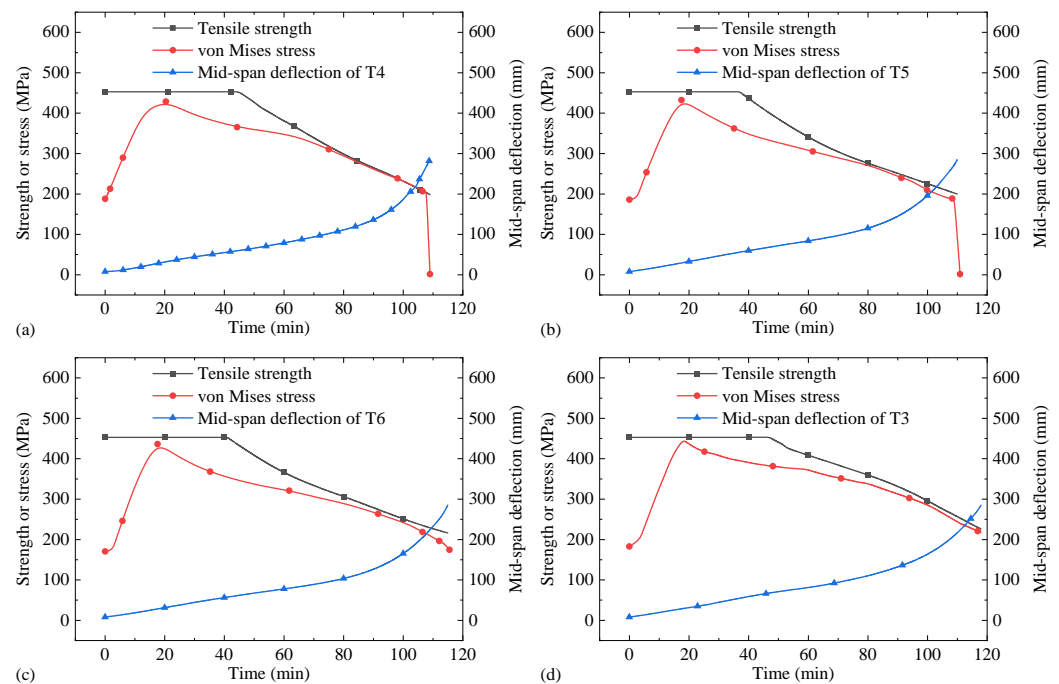 Tensile strength
von Mises stress
Mid-span deflection of T4
Strength or stress (MPa)
600
500
400
300
200
100
0
600
500
400
300
200
100
0
Mid-span deflection (mm)
0 20 40 60 80 100 120
Time (min)
(a)
Tensile strength
von Mises stress
Mid-span deflection of T5
Strength or stress (MPa)
600
500
400
300
200
100
0
600
500
400
300
200
100
0
Mid-span deflection (mm)
0 20 40 60 80 100 120
Time (min)
(b)
Tensile strength
von Mises stress
Mid-span deflection of T6
Strength or stress (MPa)
600
500
400
300
200
100
0
600
500
400
300
200
100
0
Mid-span deflection (mm)
0 20 40 60 80 100 120
Time (min)
(c)
Tensile strength
von Mises stress
Mid-span deflection of T3
Strength or stress (MPa)
600
500
400
300
200
100
0
600
500
400
300
200
100
0
Mid-span deflection (mm)
0 20 40 60 80 100 120
Time (min)
(d)